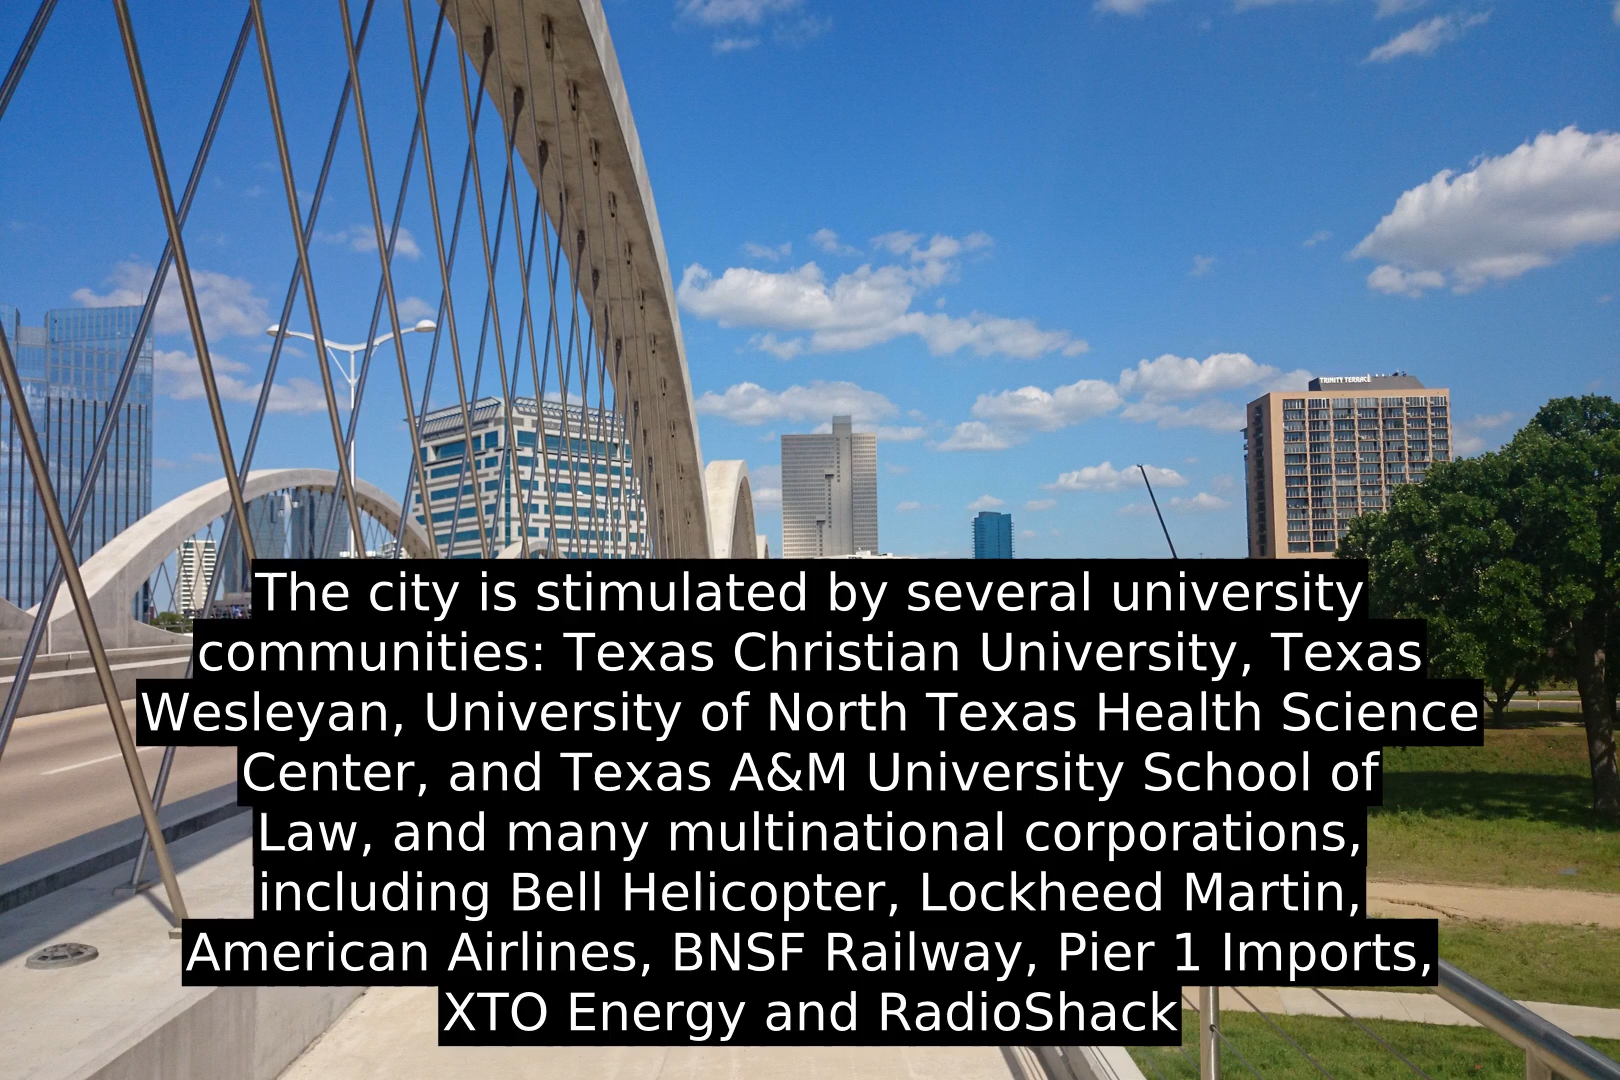 TRINITY TERRACE
The city is stimulated by several university
communities: Texas Christian University, Texas
Wesleyan, University of North Texas Health Science
Center, and Texas A&M University School of
Law, and many multinational corporations,
including Bell Helicopter, Lockheed Martin,
American Airlines, BNSF Railway, Pier 1 Imports,
XTO Energy and RadioShack